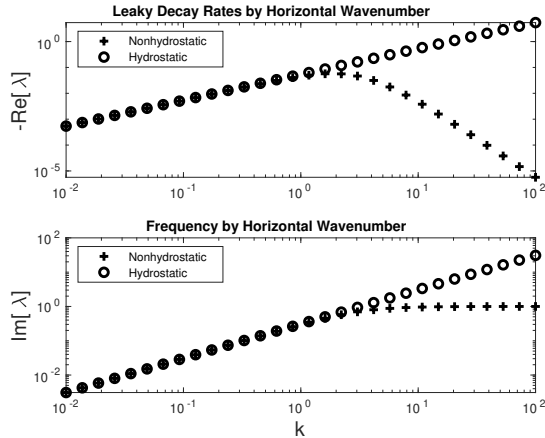 Leaky Decay Rates by Horizontal Wavenumber
Nonhydrostatic
Hydrostatic
-Re[ λ]
10^0
10^-5
10^-2
10^-1
10^0
10^1
10^2
Frequency by Horizontal Wavenumber
Nonhydrostatic
Hydrostatic
Im[ λ]
10^2
10^0
10^-2
10^-2
10^-1
10^0
10^1
10^2
k